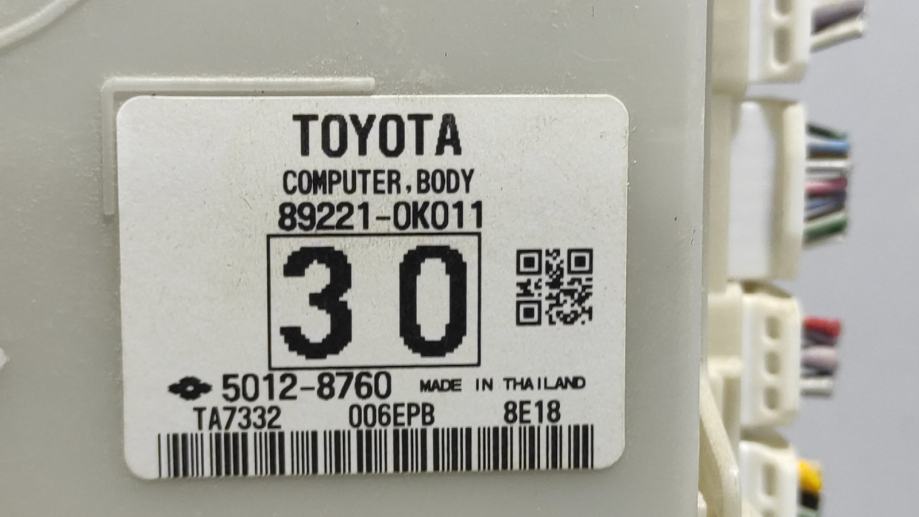 TOYOTA
COMPUTER,BODY
89221-0K011
30
5012-8760 MADE IN THAILAND
TA7332 006EPB 8E18